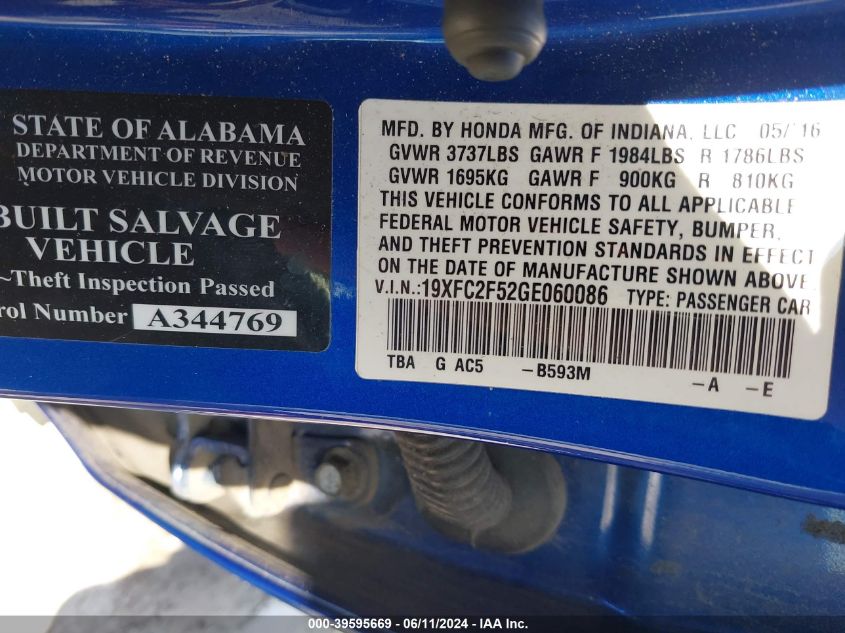 STATE OF ALABAMA
DEPARTMENT OF REVENUE
MOTOR VEHICLE DIVISION
BUILT SALVAGE
VEHICLE
~Theft Inspection Passed
rol Number A344769
MFD. BY HONDA MFG. OF INDIANA, LLC 05/16
GVWR 3737LBS GAWR F 1984LBS R 1786LBS
GVWR 1695KG GAWR F 900KG R 810KG
THIS VEHICLE CONFORMS TO ALL APPLICABLE
FEDERAL MOTOR VEHICLE SAFETY, BUMPER,
AND THEFT PREVENTION STANDARDS IN EFFECT
ON THE DATE OF MANUFACTURE SHOWN ABOVE.
V.I.N.:19XFC2F52GE060086 TYPE: PASSENGER CAR
TBA G AC5 -B593M -A -E
000-39595669 - 06/11/2024 - IAA Inc.